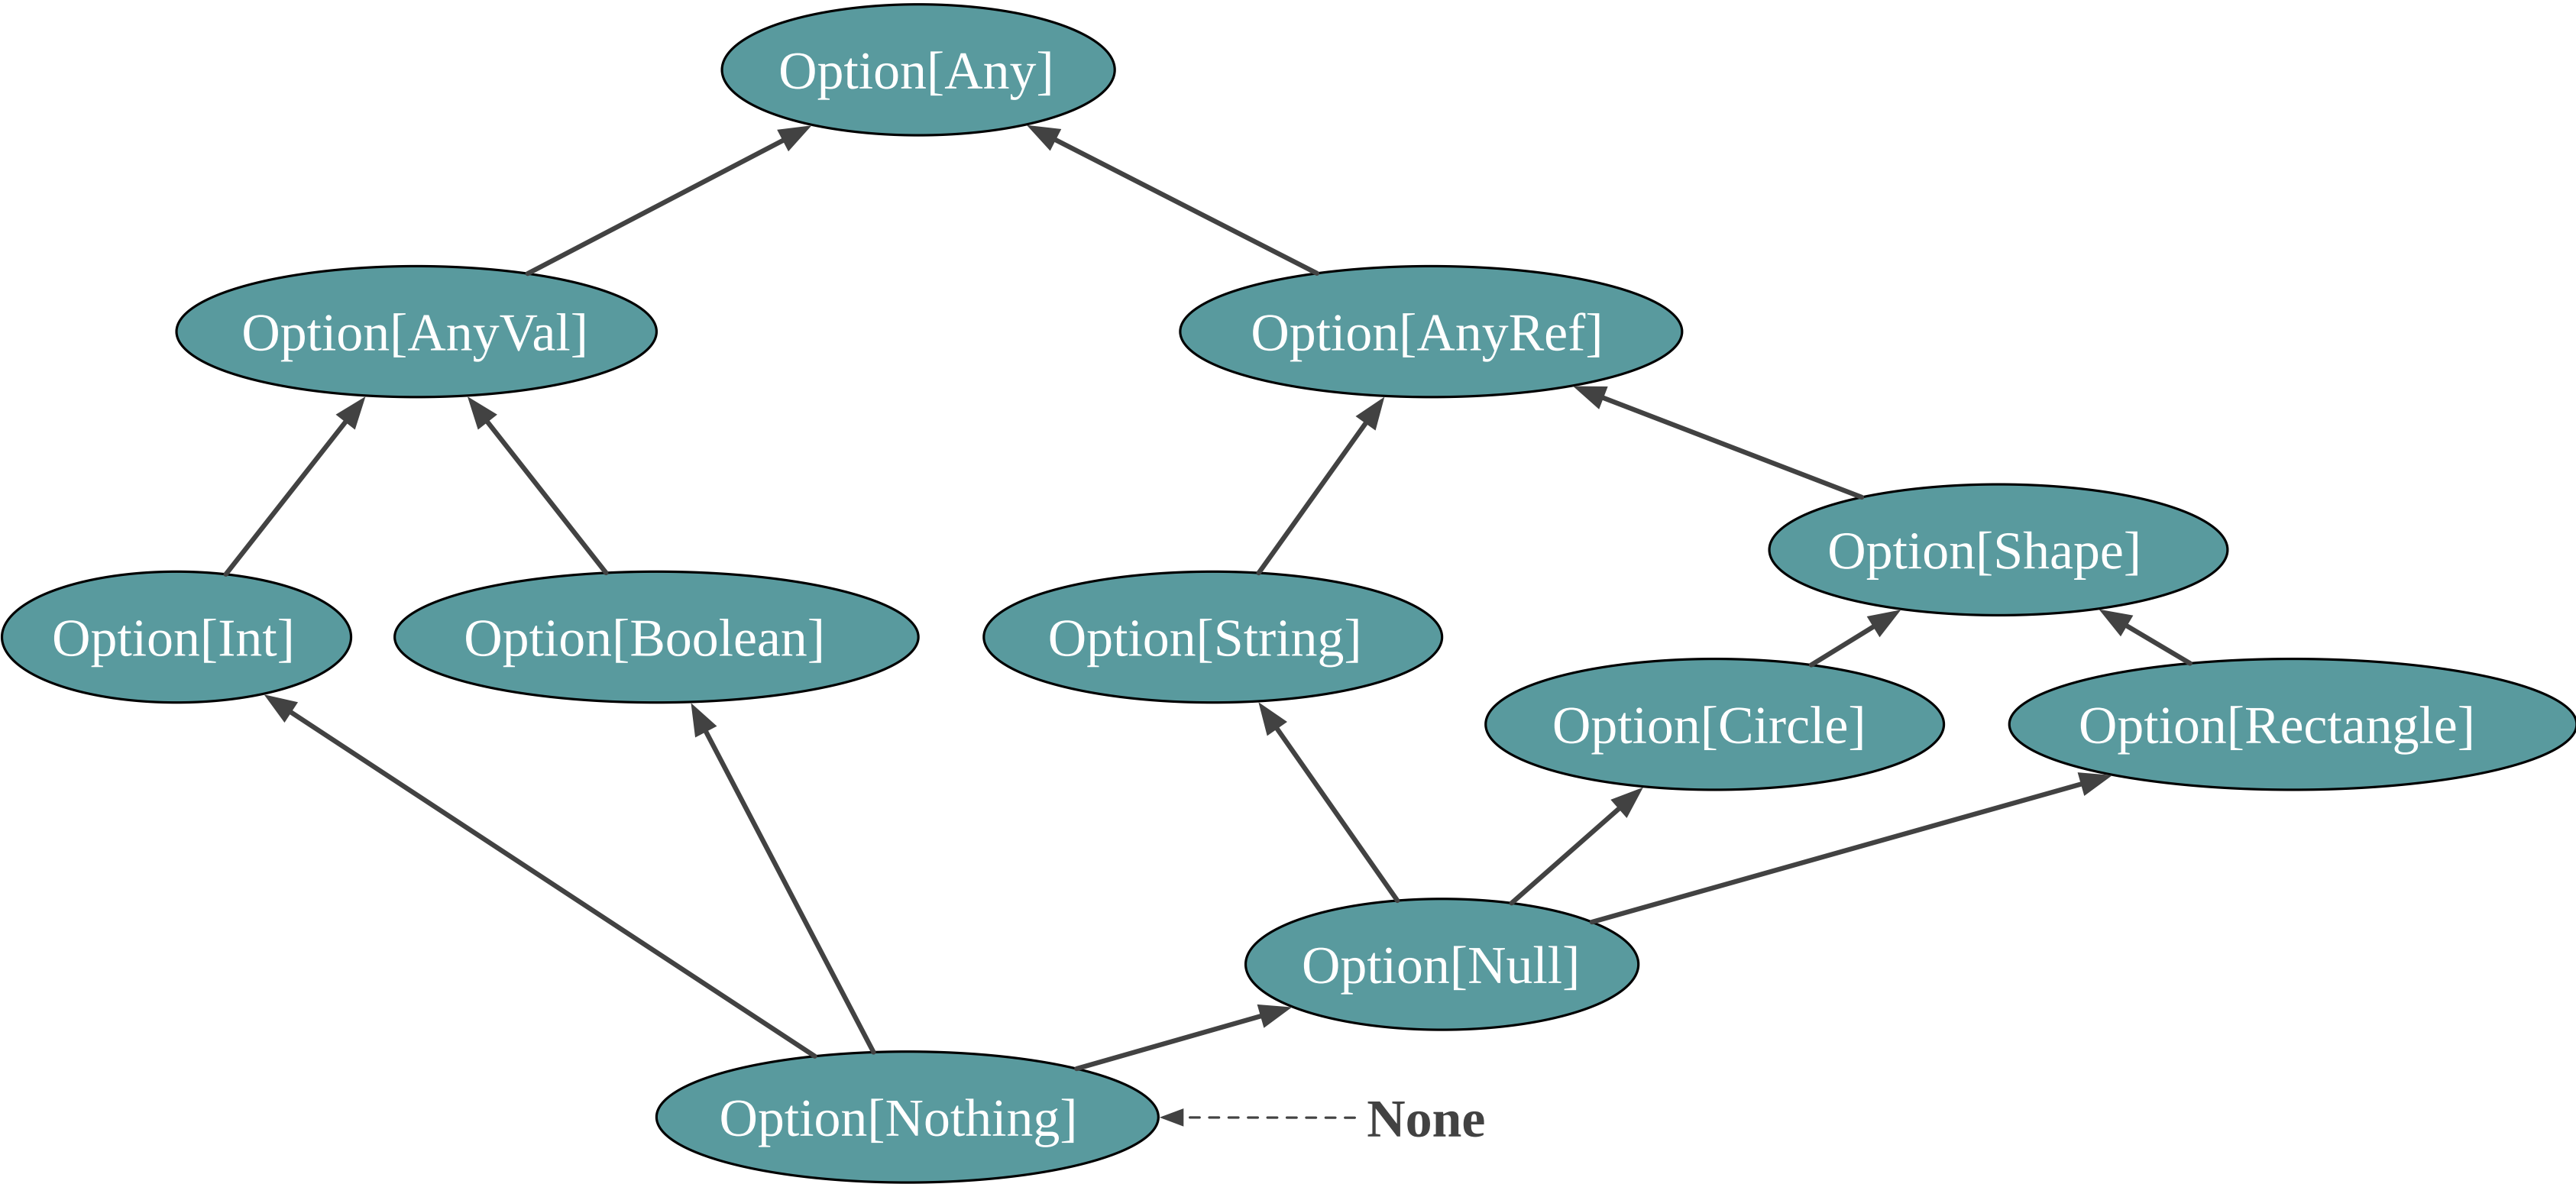 Option[Any]
Option[AnyVal]
Option[AnyRef]
Option[Shape]
Option[Int]
Option[Boolean]
Option[String]
Option[Circle]
Option[Rectangle]
Option[Null]
Option[Nothing]
None